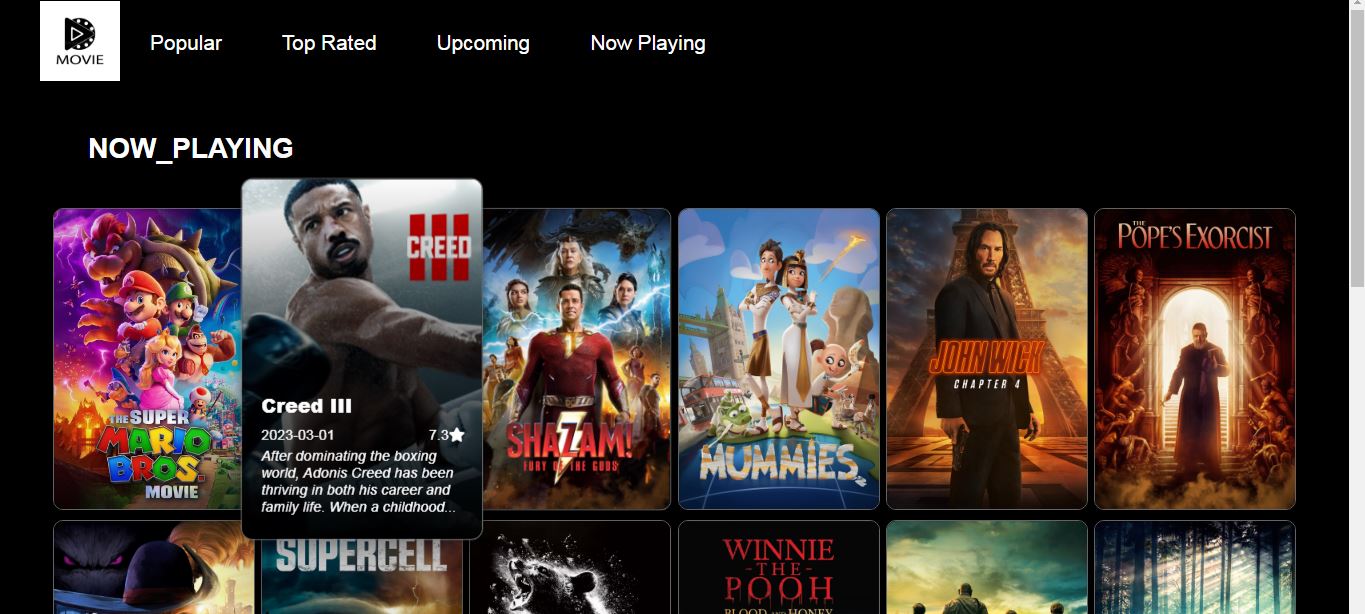 MOVIE
Popular
Top Rated
Upcoming
Now Playing
NOW_PLAYING
THE SUPER
MARIO
BROS.
MOVIE
CREED
III
Creed III
2023-03-01
7.3
After dominating the boxing
world, Adonis Creed has been
thriving in both his career and
family life. When a childhood...
SHAZAM!
FURY OF THE GODS
MUMMIES
JOHN WICK
CHAPTER 4
THE
POPE'S EXORCIST
SUPERCELL
WINNIE
-THE-
POOH
BLOOD AND HONEY